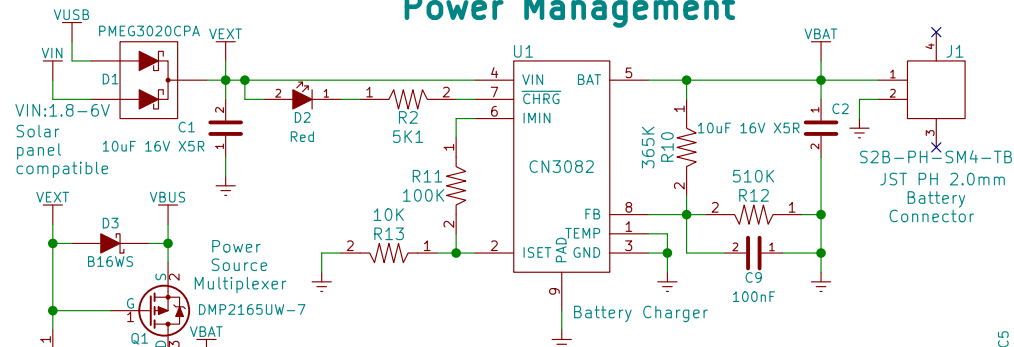 Power Management
VUSB
PMEG3020CPA
VIN
VEXT
D1
VIN:1.8-6V
Solar
panel
compatible
2
C1
10uF 16V X5R
1
2
1
D2
Red
1
2
R2
5K1
U1
4
VIN
7
CHRG
6
IMIN
CN3082
BAT
5
1
R11
100K
2
10K
R13
2
1
2
ISET
PAD
9
FB
8
TEMP
1
GND
3
Battery Charger
1
365K
R10
2
VBAT
1
C2
10uF 16V X5R
2
510K
R12
2
1
2
1
C9
100nF
4
J1
1
2
3
S2B-PH-SM4-TB
JST PH 2.0mm
Battery
Connector
VEXT
VBUS
D3
B16WS
Power
Source
Multiplexer
S
2
G
1
DMP2165UW-7
Q1
D
3
VBAT
1
C5